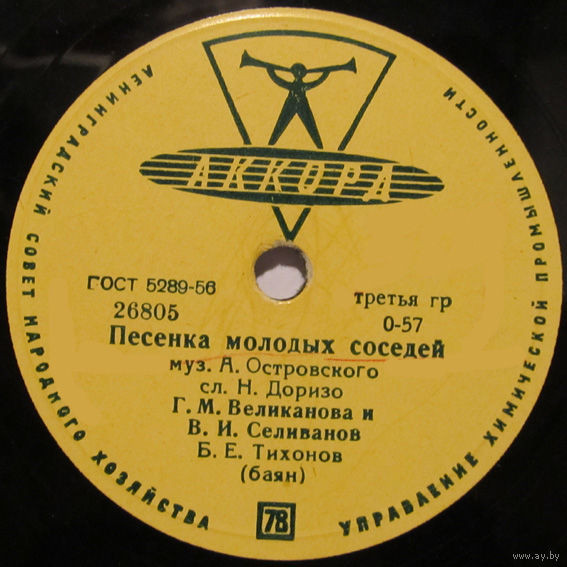 ЛЕНИНГРАДСКИЙ СОВЕТ НАРОДНОГО ХОЗЯЙСТВА
УПРАВЛЕНИЕ ХИМИЧЕСКОЙ ПРОМЫШЛЕННОСТИ
АККОРД
ГОСТ 5289-56
третья гр
26805
0-57
Песенка молодых соседей
муз. А. Островского
сл. Н. Доризо
Г. М. Великанова и
В. И. Селиванов
Б. Е. Тихонов
(баян)
78
www.ay.by